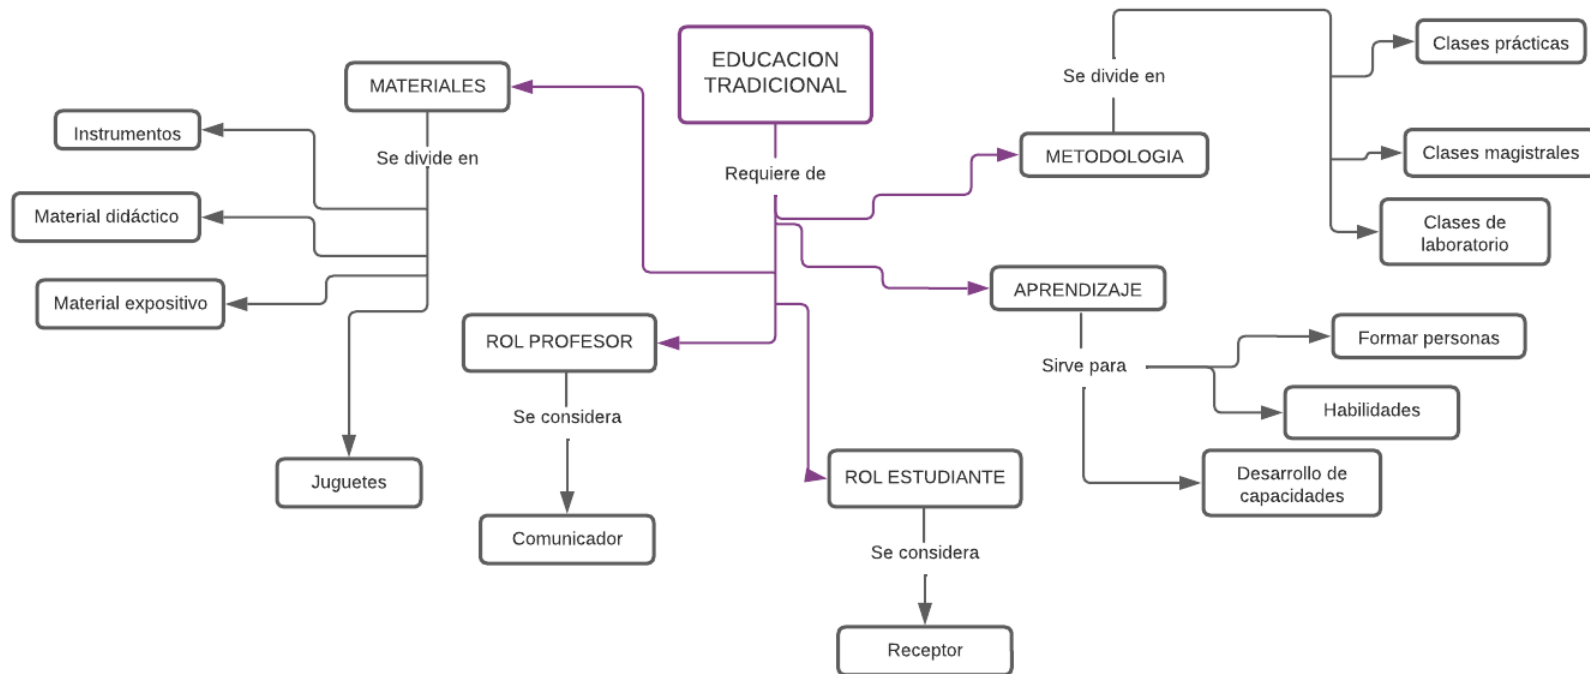 EDUCACION
TRADICIONAL
Requiere de
MATERIALES
Se divide en
Instrumentos
Material didáctico
Material expositivo
Juguetes
ROL PROFESOR
Se considera
Comunicador
ROL ESTUDIANTE
Se considera
Receptor
METODOLOGIA
Se divide en
Clases prácticas
Clases magistrales
Clases de
laboratorio
APRENDIZAJE
Sirve para
Formar personas
Habilidades
Desarrollo de
capacidades